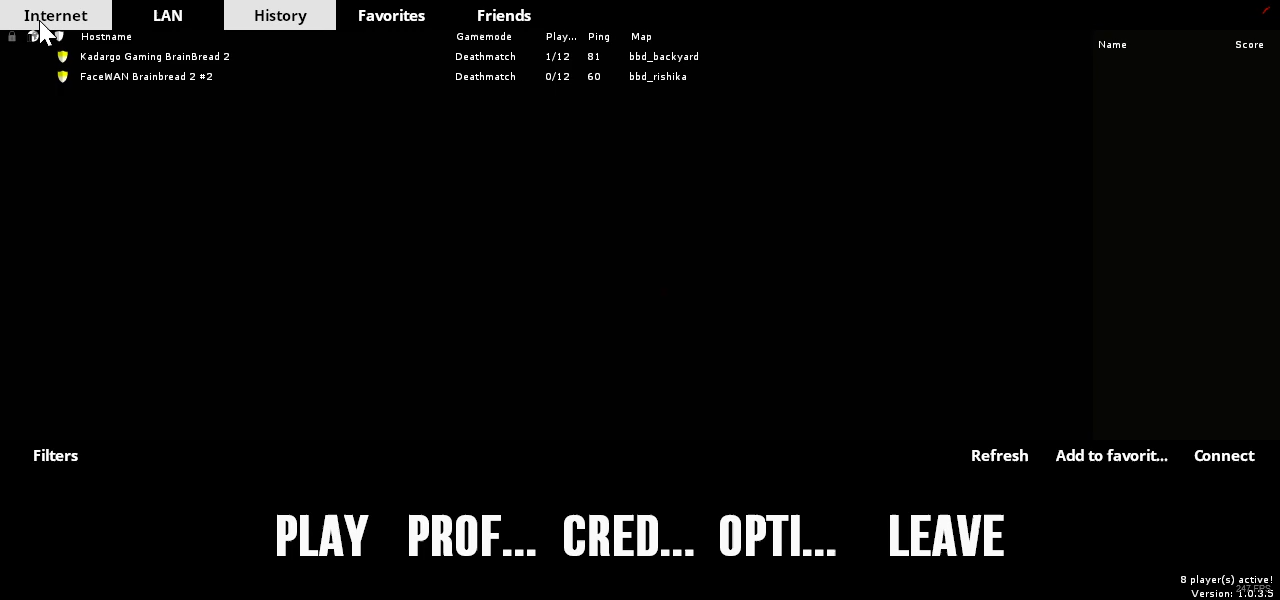 Internet LAN History Favorites Friends
Hostname Gamemode Play... Ping Map
Name Score
Kadargo Gaming BrainBread 2 Deathmatch 1/12 81 bbd_backyard
FaceWAN Brainbread 2 #2 Deathmatch 0/12 60 bbd_rishika
Filters Refresh Add to favorit... Connect
PLAY PROF... CRED... OPTI... LEAVE
8 player(s) active!
247 FPS
Version: 1.0.3.5